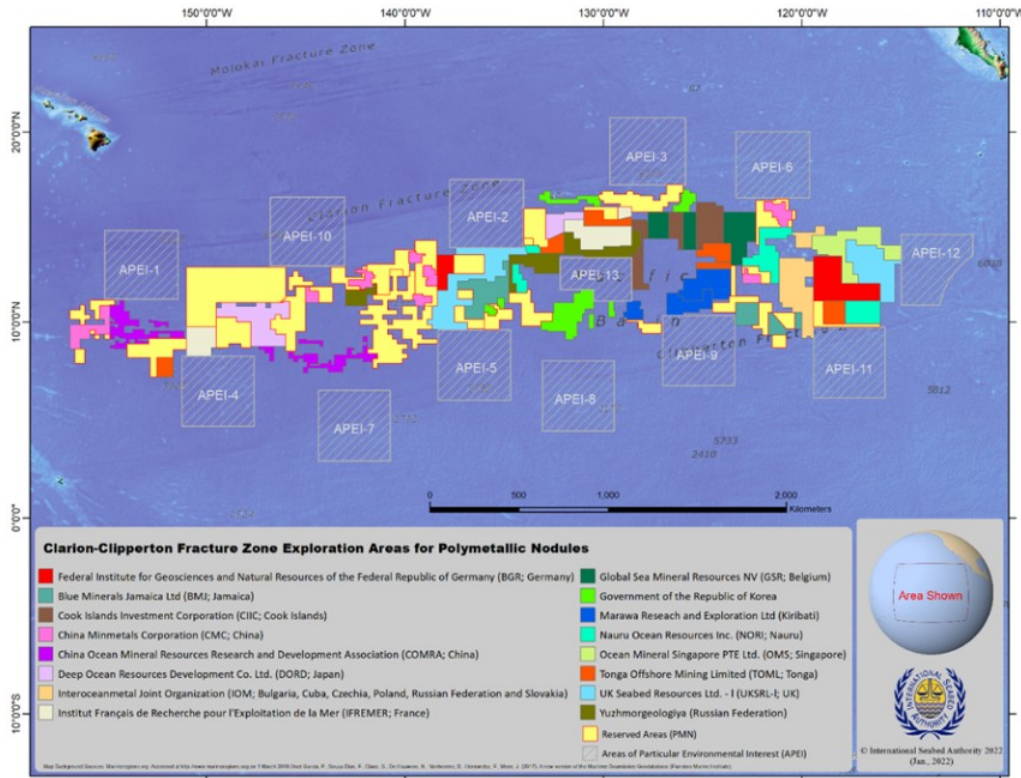 150°0'0"W 140°0'0"W 130°0'0"W 120°0'0"W 110°0'0"W
Molokai Fracture Zone
20°0'0"N
APEI-3
APEI-6
Clarion Fracture Zone
APEI-2
APEI-10
APEI-1
APEI-12
APEI-13
fic
10°0'0"N
Basin
Clipperton
APEI-9
APEI-5
APEI-11
APEI-4
APEI-8
APEI-7
5012
5733
2410
0°0'0"
0 500 1,000 2,000
Kilometers
Clarion-Clipperton Fracture Zone Exploration Areas for Polymetallic Nodules
Federal Institute for Geosciences and Natural Resources of the Federal Republic of Germany (BGR; Germany)
Blue Minerals Jamaica Ltd (BMJ; Jamaica)
Cook Islands Investment Corporation (CIIC; Cook Islands)
China Minmetals Corporation (CMC; China)
China Ocean Mineral Resources Research and Development Association (COMRA; China)
Deep Ocean Resources Development Co. Ltd. (DORD; Japan)
Interoceanmetal Joint Organization (IOM; Bulgaria, Cuba, Czechia, Poland, Russian Federation and Slovakia)
Institut Français de Recherche pour l'Exploitation de la Mer (IFREMER; France)
Global Sea Mineral Resources NV (GSR; Belgium)
Government of the Republic of Korea
Marawa Reseach and Exploration Ltd (Kiribati)
Nauru Ocean Resources Inc. (NORI; Nauru)
Ocean Mineral Singapore PTE Ltd. (OMS; Singapore)
Tonga Offshore Mining Limited (TOML; Tonga)
UK Seabed Resources Ltd. - I (UKSRL-I; UK)
Yuzhmorgeologiya (Russian Federation)
Reserved Areas (PMN)
Areas of Particular Environmental Interest (APEI)
Area Shown
INTERNATIONAL SEABED AUTHORITY
© International Seabed Authority 2022
(Jan., 2022)
10°0'0"S